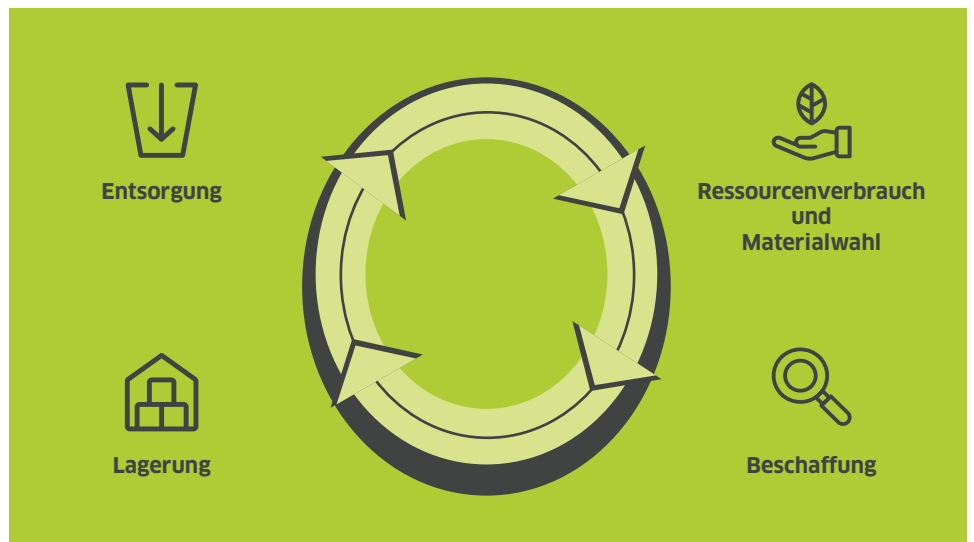 Entsorgung
Ressourcenverbrauch
und
Materialwahl
Lagerung
Beschaffung